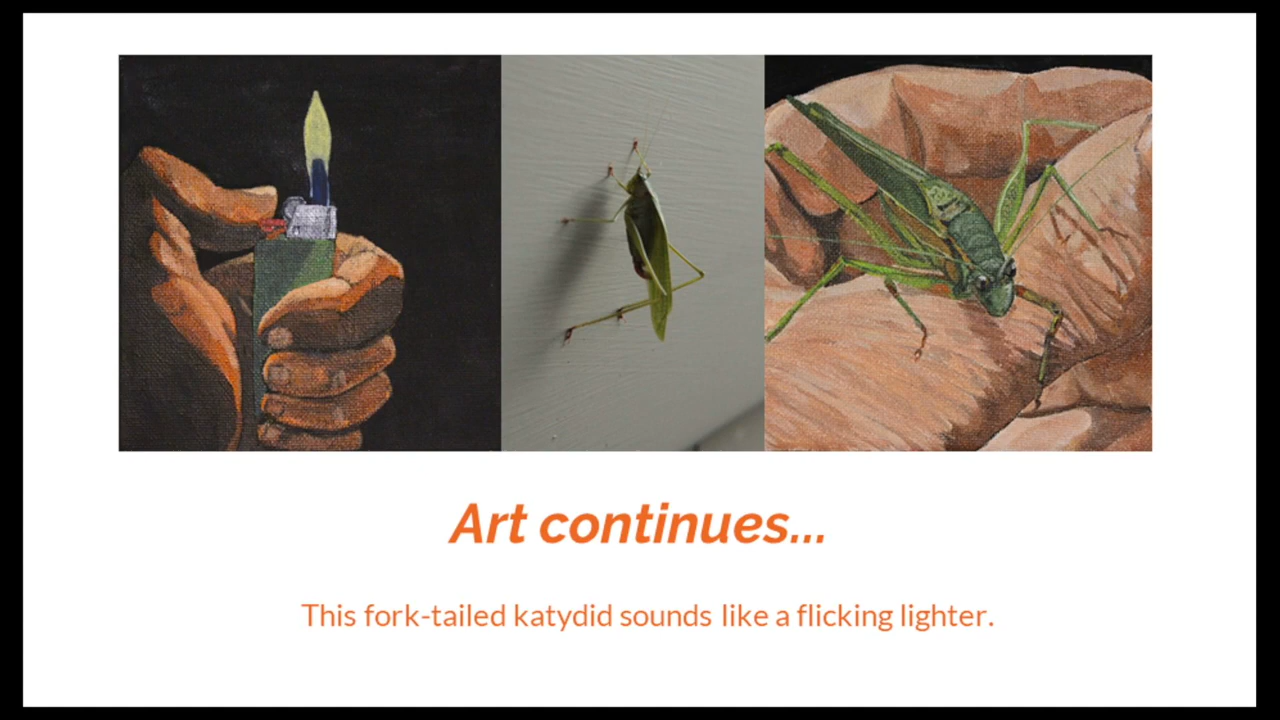 Art continues...
This fork-tailed katydid sounds like a flicking lighter.